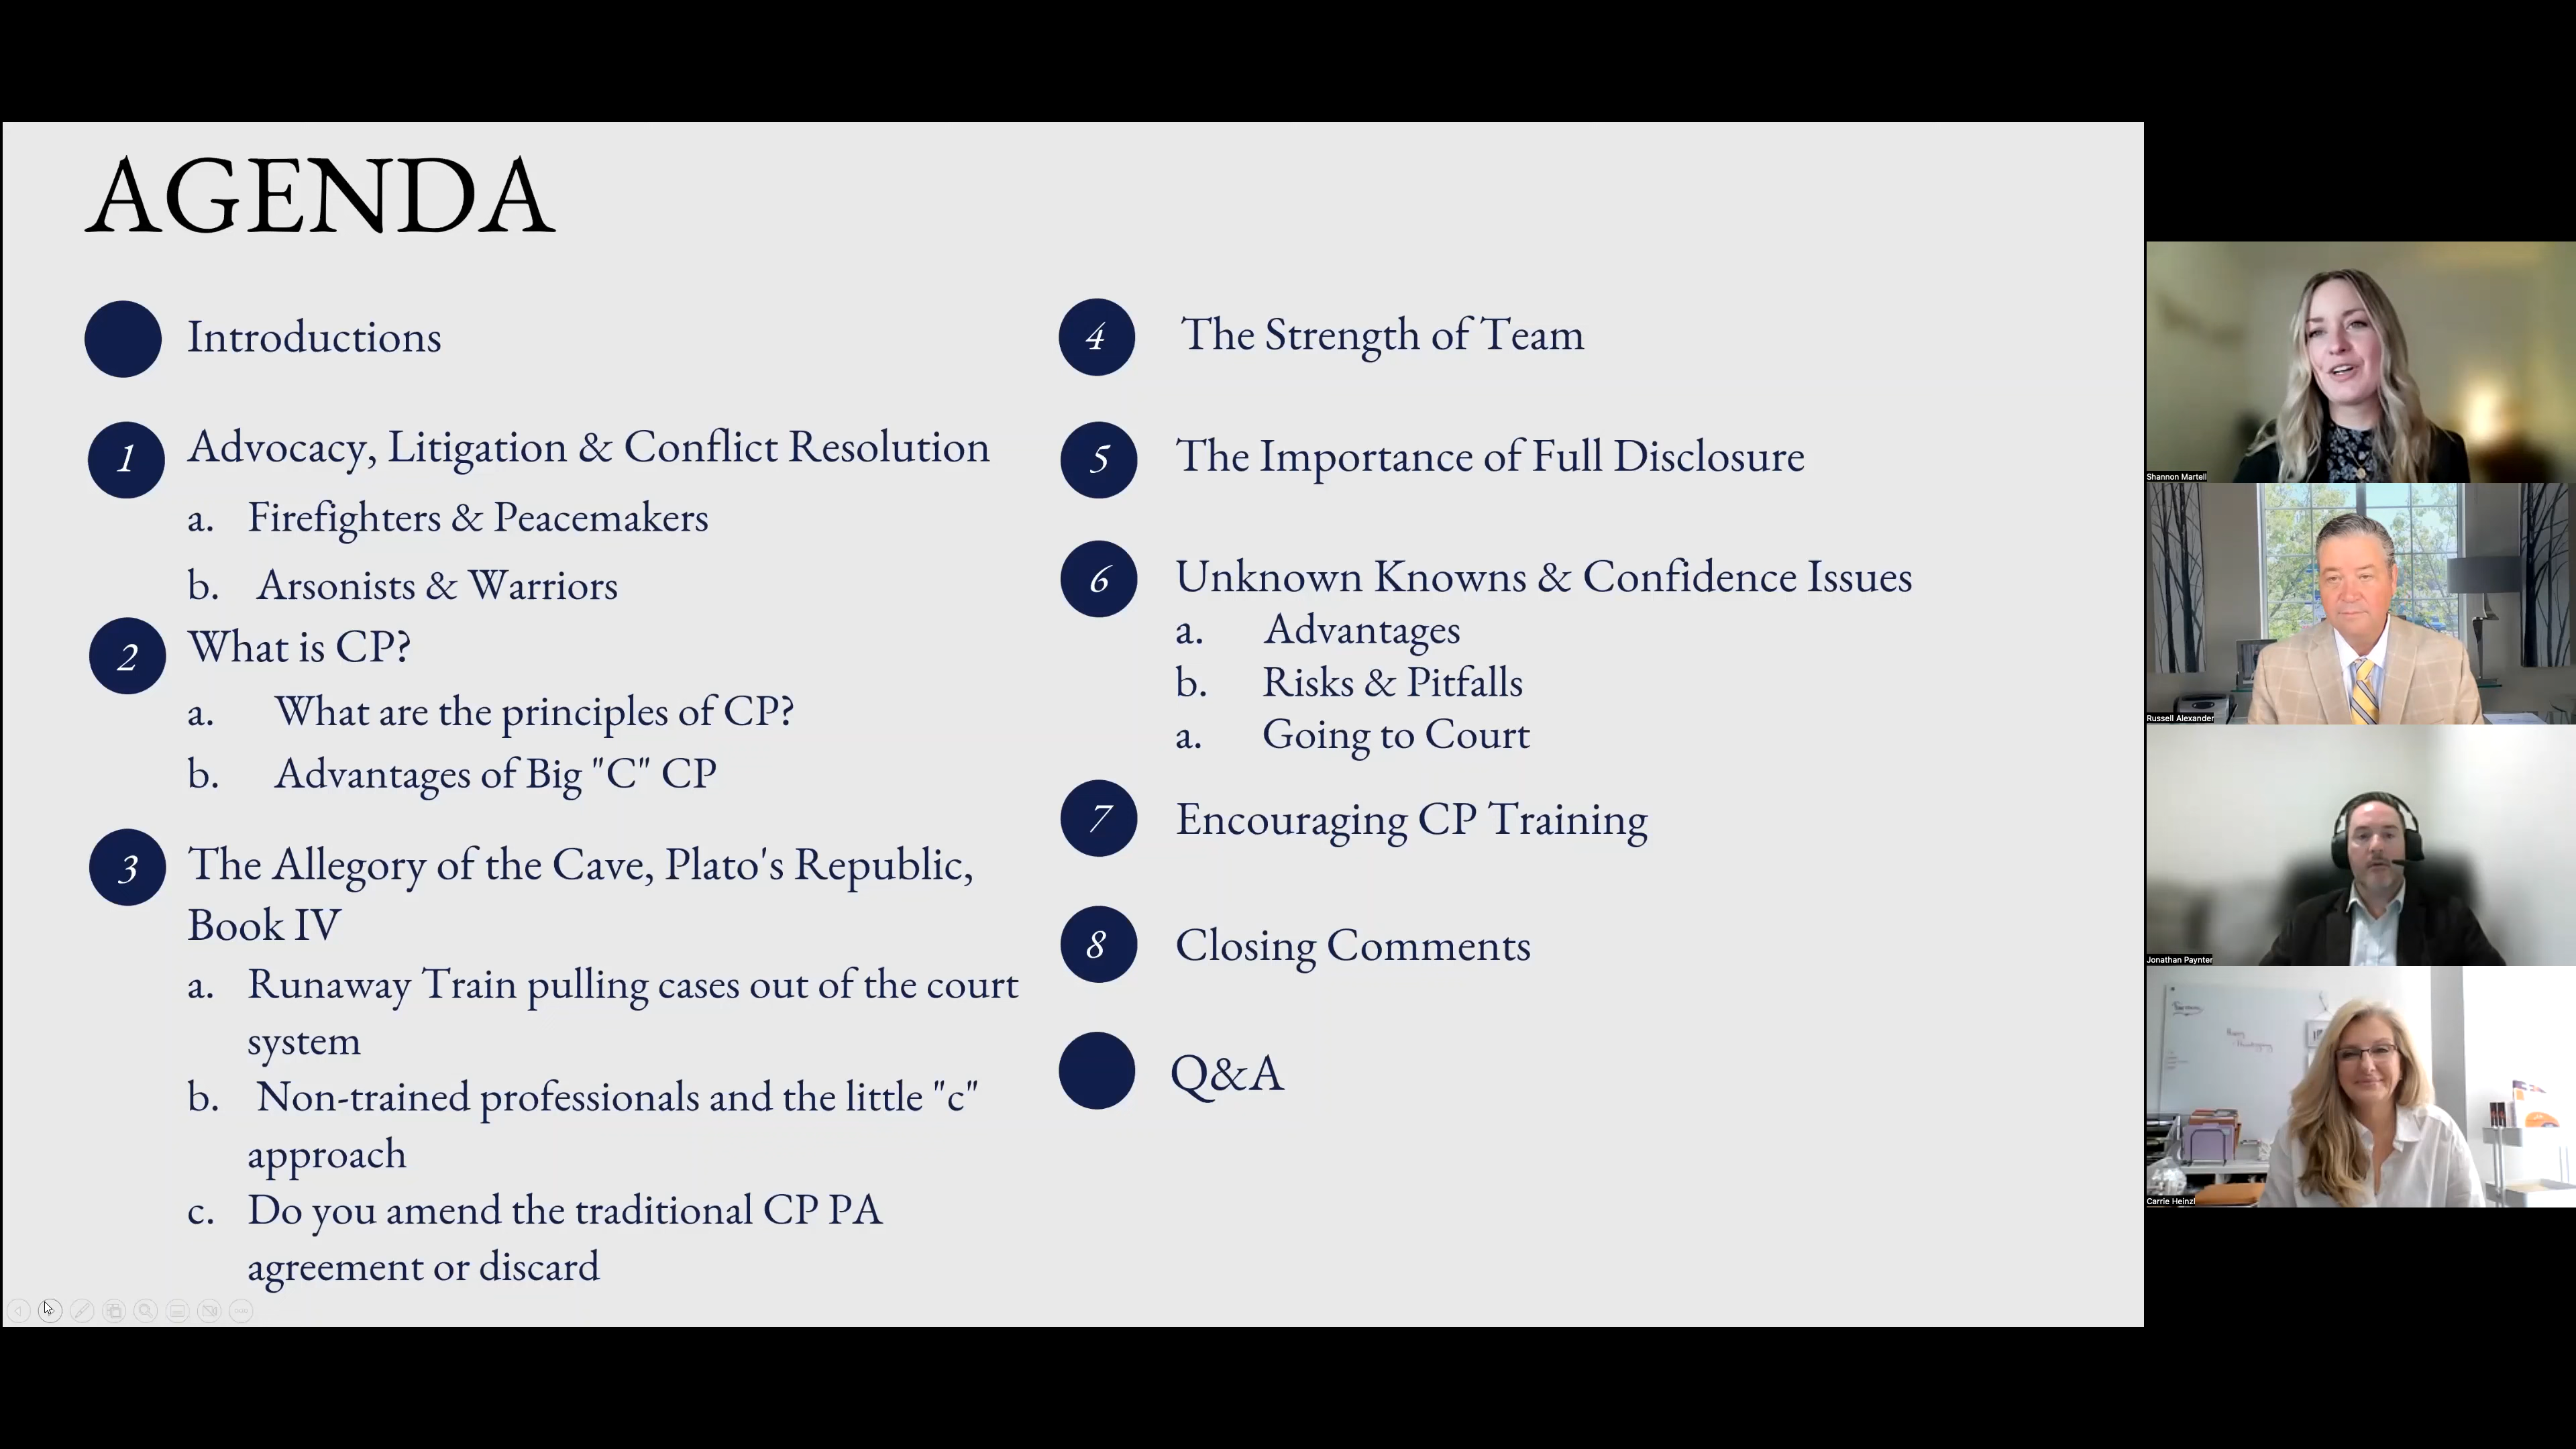 AGENDA
Introductions
1
Advocacy, Litigation & Conflict Resolution
a. Firefighters & Peacemakers
b. Arsonists & Warriors
2
What is CP?
a. What are the principles of CP?
b. Advantages of Big "C" CP
3
The Allegory of the Cave, Plato's Republic,
Book IV
a. Runaway Train pulling cases out of the court
system
b. Non-trained professionals and the little "c"
approach
c. Do you amend the traditional CP PA
agreement or discard
4
The Strength of Team
5
The Importance of Full Disclosure
6
Unknown Knowns & Confidence Issues
a. Advantages
b. Risks & Pitfalls
a. Going to Court
7
Encouraging CP Training
8
Closing Comments
Q&A
Shannon Martell
Russell Alexander
Jonathan Paynter
Carrie Heinzl